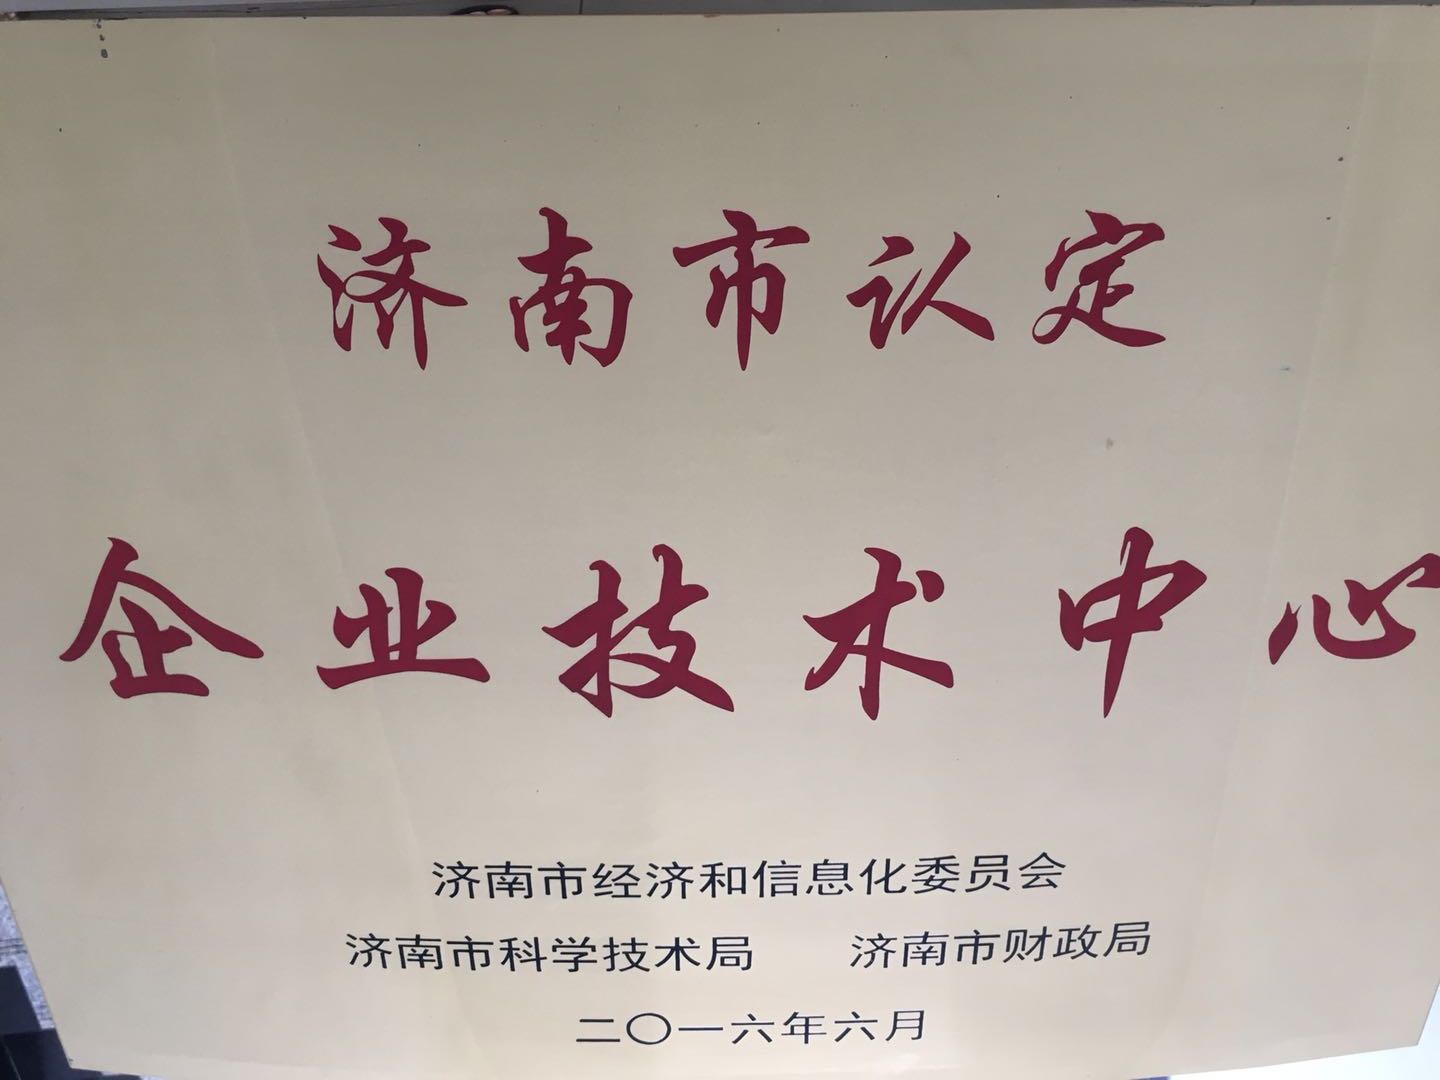 济南市认定
企业技术中心
济南市经济和信息化委员会
济南市科学技术局 济南市财政局
二〇一六年六月